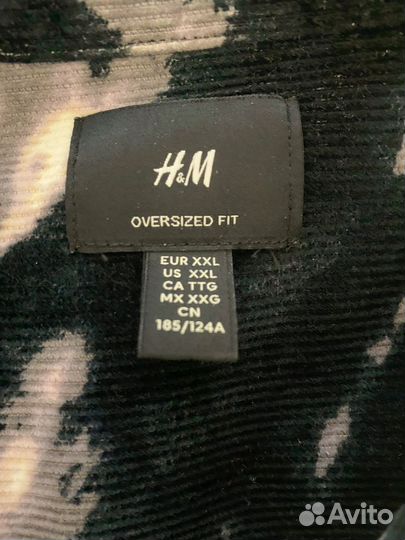 H&M
OVERSIZED FIT
EUR XXL
US XXL
CA TTG
MX XXG
CN
185/124A
Avito